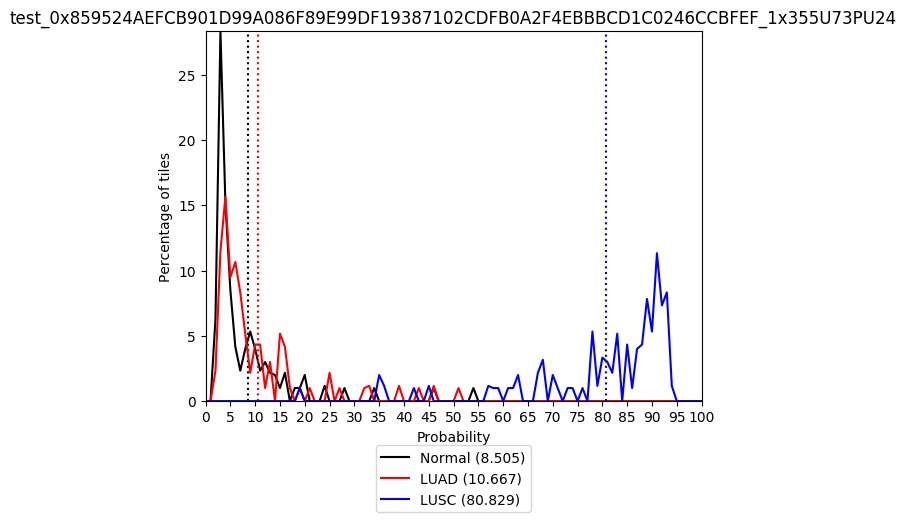 test_0x859524AEFCB901D99A086F89E99DF19387102CDFB0A2F4EBBBCD1C0246CCBFEF_1x355U73PU24
Percentage of tiles
25
20
15
10
5
0
0 5 10 15 20 25 30 35 40 45 50 55 60 65 70 75 80 85 90 95 100
Probability
Normal (8.505)
LUAD (10.667)
LUSC (80.829)